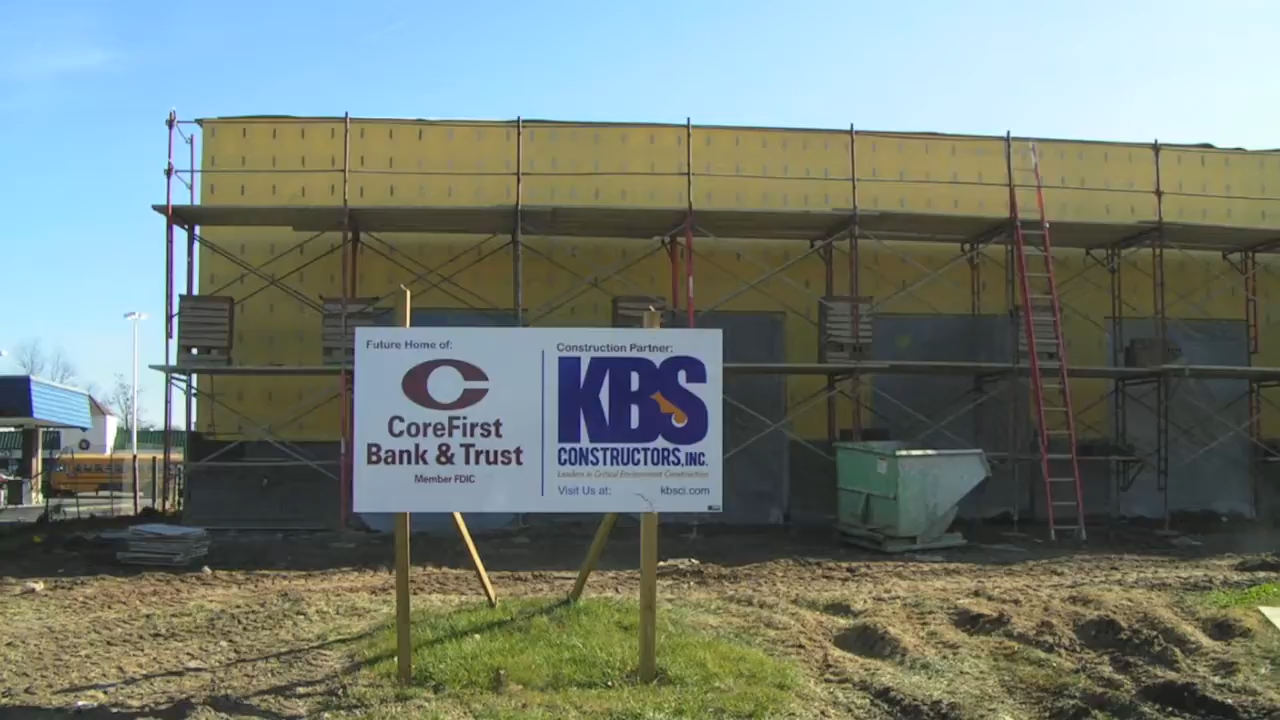 Future Home of:
CoreFirst
Bank & Trust
Member FDIC
Construction Partner:
KBS
CONSTRUCTORS, INC.
Leaders in Critical Environment Construction
Visit Us at: kbsci.com